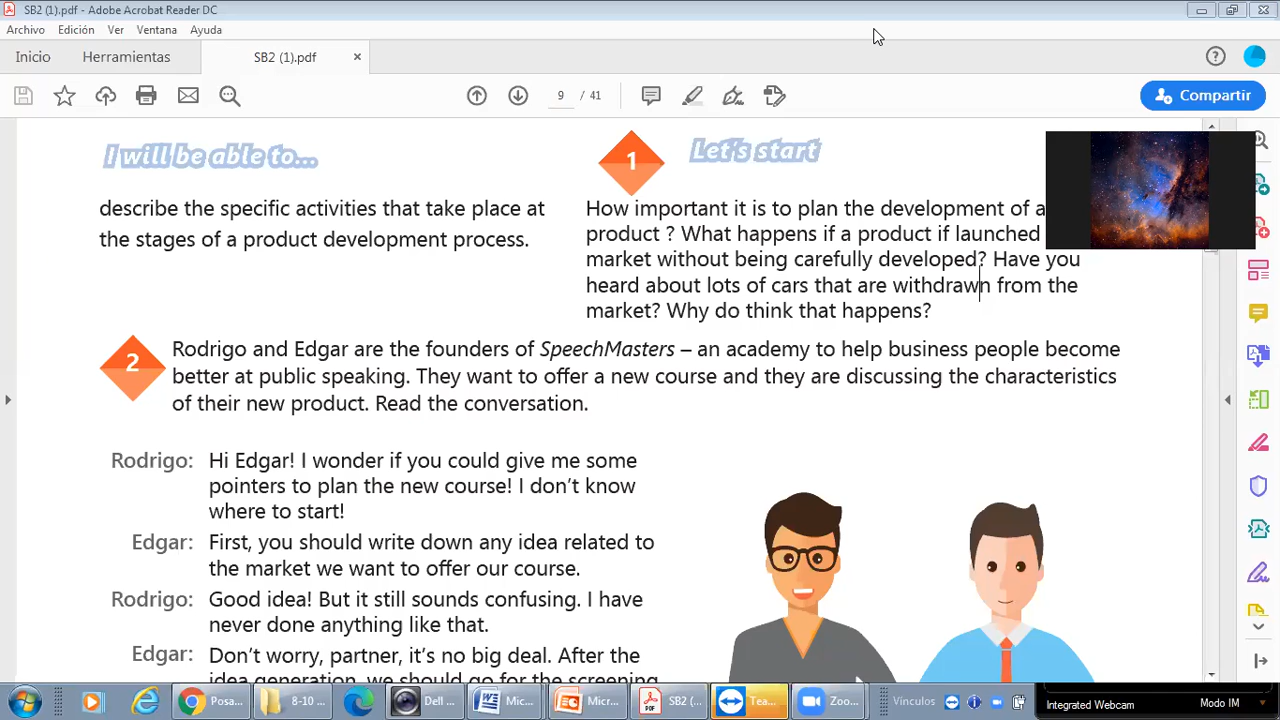 SB2 (1).pdf - Adobe Acrobat Reader DC
Archivo Edición Ver Ventana Ayuda
Inicio Herramientas SB2 (1).pdf ×
9 / 41
Compartir
I will be able to...
describe the specific activities that take place at
the stages of a product development process.
1 Let's start
How important it is to plan the development of a
product ? What happens if a product if launched
market without being carefully developed? Have you
heard about lots of cars that are withdrawn from the
market? Why do think that happens?
2 Rodrigo and Edgar are the founders of SpeechMasters – an academy to help business people become
better at public speaking. They want to offer a new course and they are discussing the characteristics
of their new product. Read the conversation.
Rodrigo: Hi Edgar! I wonder if you could give me some
pointers to plan the new course! I don't know
where to start!
Edgar: First, you should write down any idea related to
the market we want to offer our course.
Rodrigo: Good idea! But it still sounds confusing. I have
never done anything like that.
Edgar: Don't worry, partner, it's no big deal. After the
idea generation, we should go for the screening
Posa... 8-10 ... Dell ... Micr... Micr... SB2 (... Tea... Zoo... Vínculos
Integrated Webcam Modo IM